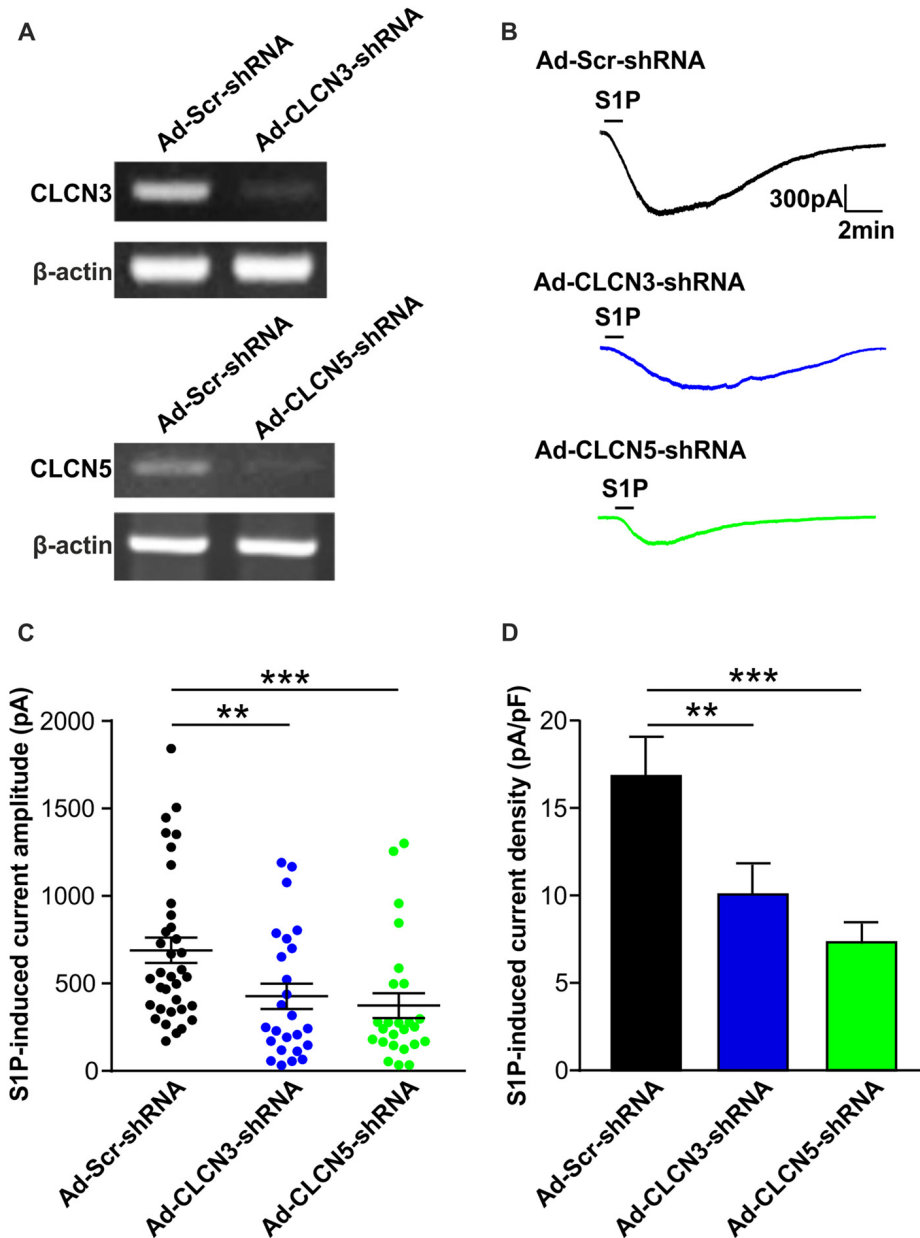 A
Ad-Scr-shRNA
Ad-CLCN3-shRNA
CLCN3
β-actin
Ad-Scr-shRNA
Ad-CLCN5-shRNA
CLCN5
β-actin
B
Ad-Scr-shRNA
S1P
300pA
2min
Ad-CLCN3-shRNA
S1P
Ad-CLCN5-shRNA
S1P
C
S1P-induced current amplitude (pA)
***
**
2000
1500
1000
500
0
Ad-Scr-shRNA
Ad-CLCN3-shRNA
Ad-CLCN5-shRNA
D
S1P-induced current density (pA/pF)
***
**
20
15
10
5
0
Ad-Scr-shRNA
Ad-CLCN3-shRNA
Ad-CLCN5-shRNA